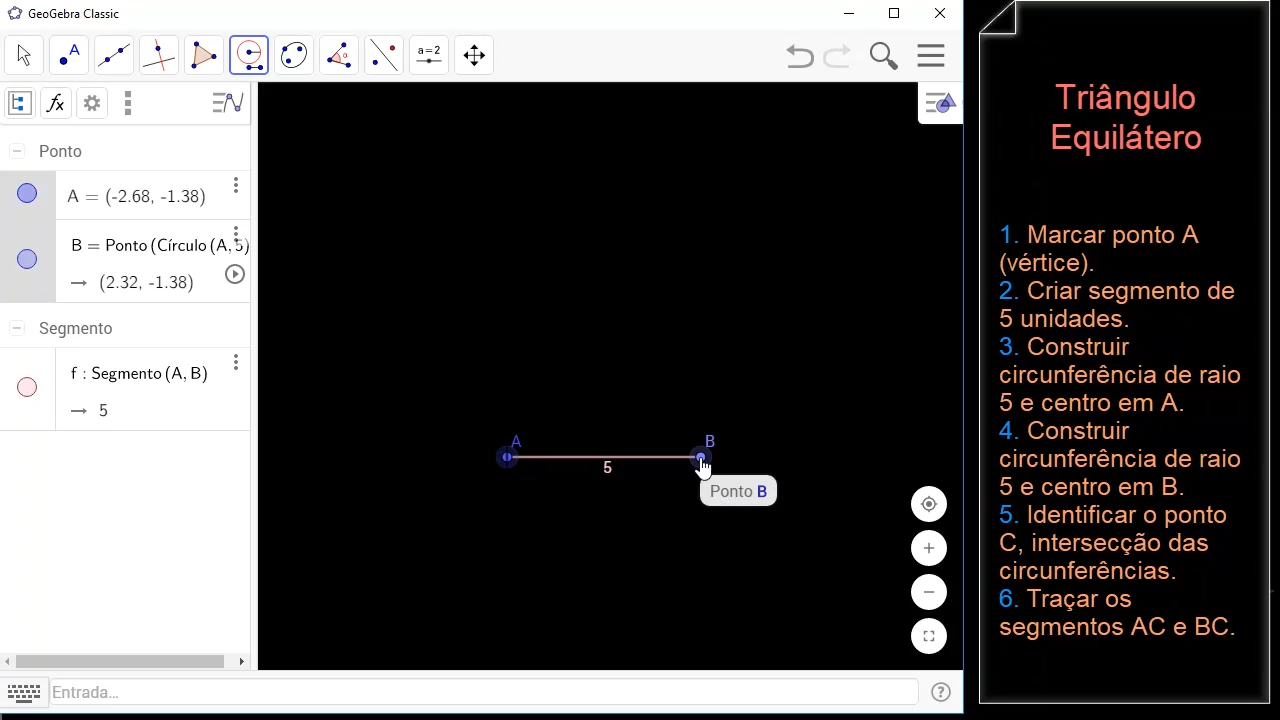 GeoGebra Classic
A
α
a=2
fx
Ponto
A = (-2.68, -1.38)
B = Ponto (Círculo (A, 5)
→ (2.32, -1.38)
Segmento
f : Segmento (A, B)
→ 5
A
B
5
Ponto B
Entrada...
Triângulo
Equilátero
1. Marcar ponto A
(vértice).
2. Criar segmento de
5 unidades.
3. Construir
circunferência de raio
5 e centro em A.
4. Construir
circunferência de raio
5 e centro em B.
5. Identificar o ponto
C, intersecção das
circunferências.
6. Traçar os
segmentos AC e BC.